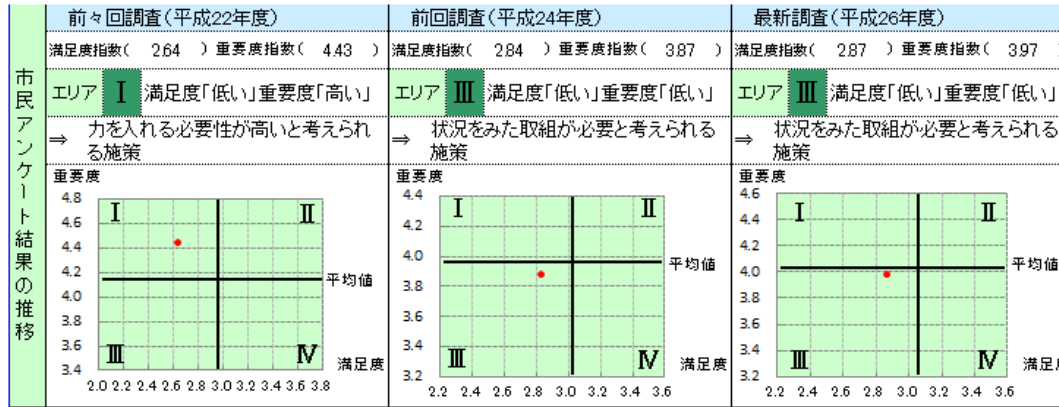 市民アンケート結果の推移
前々回調査(平成22年度)
満足度指数( 2.64 ) 重要度指数( 4.43 )
エリア Ⅰ 満足度「低い」重要度「高い」
⇒ 力を入れる必要性が高いと考えられ
る施策
重要度
4.8
4.6
4.4
4.2
4.0
3.8
3.6
3.4
Ⅰ Ⅱ
平均値
Ⅲ Ⅳ
満足度
2.0 2.2 2.4 2.6 2.8 3.0 3.2 3.4 3.6 3.8
前回調査(平成24年度)
満足度指数( 2.84 ) 重要度指数( 3.87 )
エリア Ⅲ 満足度「低い」重要度「低い」
⇒ 状況をみた取組が必要と考えられる
施策
重要度
4.4
4.2
4.0
3.8
3.6
3.4
3.2
Ⅰ Ⅱ
平均値
Ⅲ Ⅳ
満足度
2.2 2.4 2.6 2.8 3.0 3.2 3.4 3.6
最新調査(平成26年度)
満足度指数( 2.87 ) 重要度指数( 3.97
エリア Ⅲ 満足度「低い」重要度「低い」
⇒ 状況をみた取組が必要と考えられる
施策
重要度
4.6
4.4
4.2
4.0
3.8
3.6
3.4
3.2
Ⅰ Ⅱ
平均値
Ⅲ Ⅳ
満足度
2.2 2.4 2.6 2.8 3.0 3.2 3.4 3.6